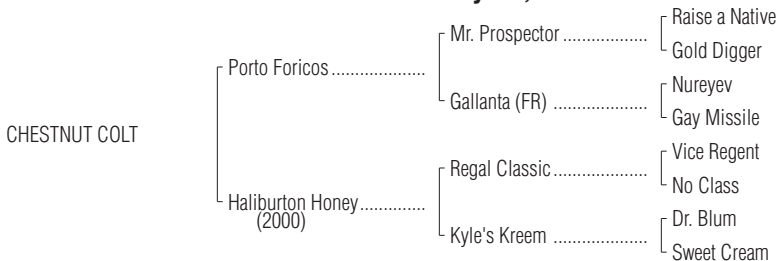 Raise a Native
Mr. Prospector ....................
Gold Digger
Porto Foricos ....................
Nureyev
Gallanta (FR) ....................
Gay Missile
CHESTNUT COLT
Vice Regent
Regal Classic ....................
No Class
Haliburton Honey ..............
(2000)
Dr. Blum
Kyle's Kreem ....................
Sweet Cream